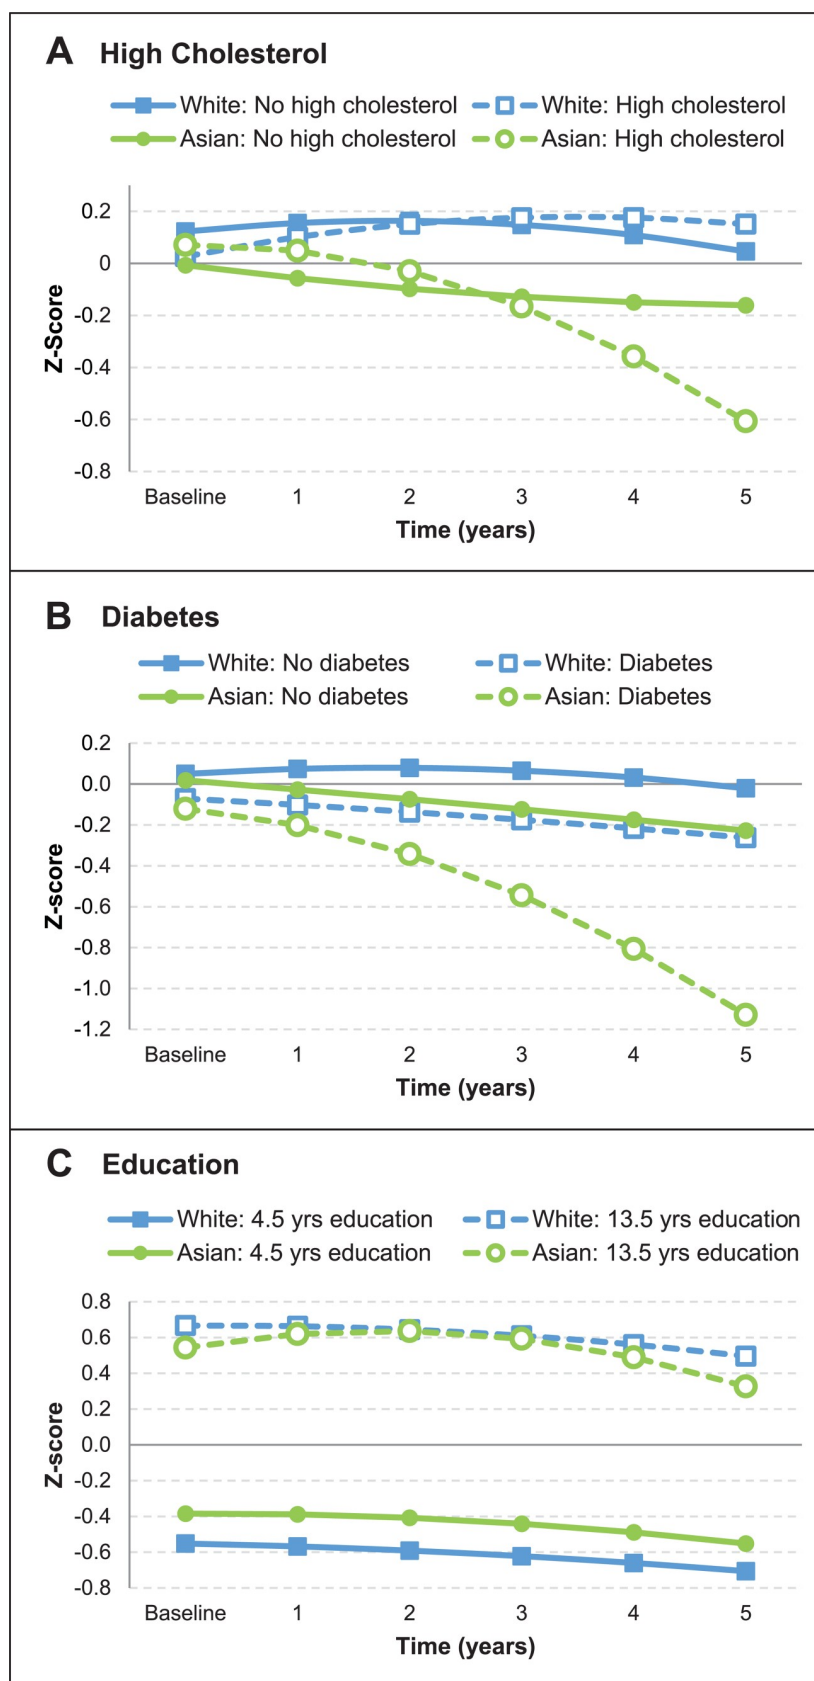 A High Cholesterol
White: No high cholesterol White: High cholesterol
Asian: No high cholesterol Asian: High cholesterol
0.2
0
-0.2
-0.4
-0.6
-0.8
Z-Score
Baseline 1 2 3 4 5
Time (years)
B Diabetes
White: No diabetes White: Diabetes
Asian: No diabetes Asian: Diabetes
0.2
0.0
-0.2
-0.4
-0.6
-0.8
-1.0
-1.2
Z-score
Baseline 1 2 3 4 5
Time (years)
C Education
White: 4.5 yrs education White: 13.5 yrs education
Asian: 4.5 yrs education Asian: 13.5 yrs education
0.8
0.6
0.4
0.2
0.0
-0.2
-0.4
-0.6
-0.8
Z-score
Baseline 1 2 3 4 5
Time (years)